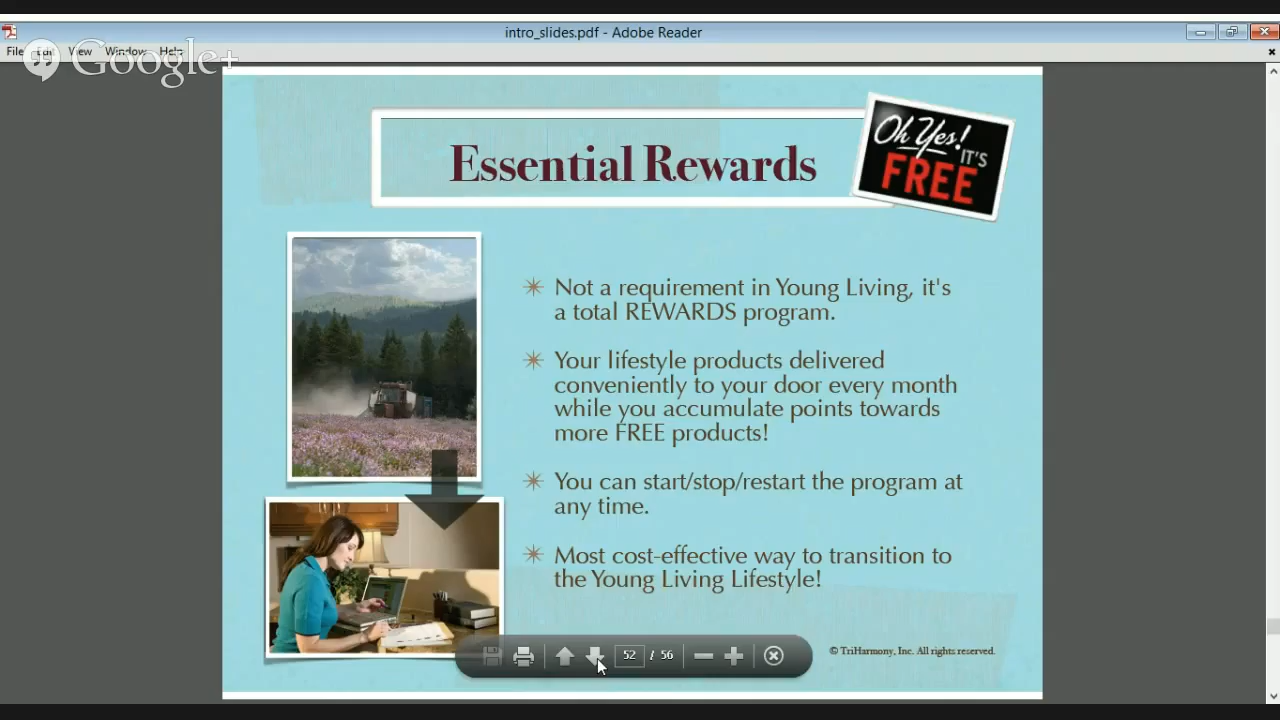 intro_slides.pdf - Adobe Reader
File Edit View Window Help
Google+
Essential Rewards
Oh Yes!
IT'S
FREE
Not a requirement in Young Living, it's
a total REWARDS program.
Your lifestyle products delivered
conveniently to your door every month
while you accumulate points towards
more FREE products!
You can start/stop/restart the program at
any time.
Most cost-effective way to transition to
the Young Living Lifestyle!
52 / 56
© TriHarmony, Inc. All rights reserved.